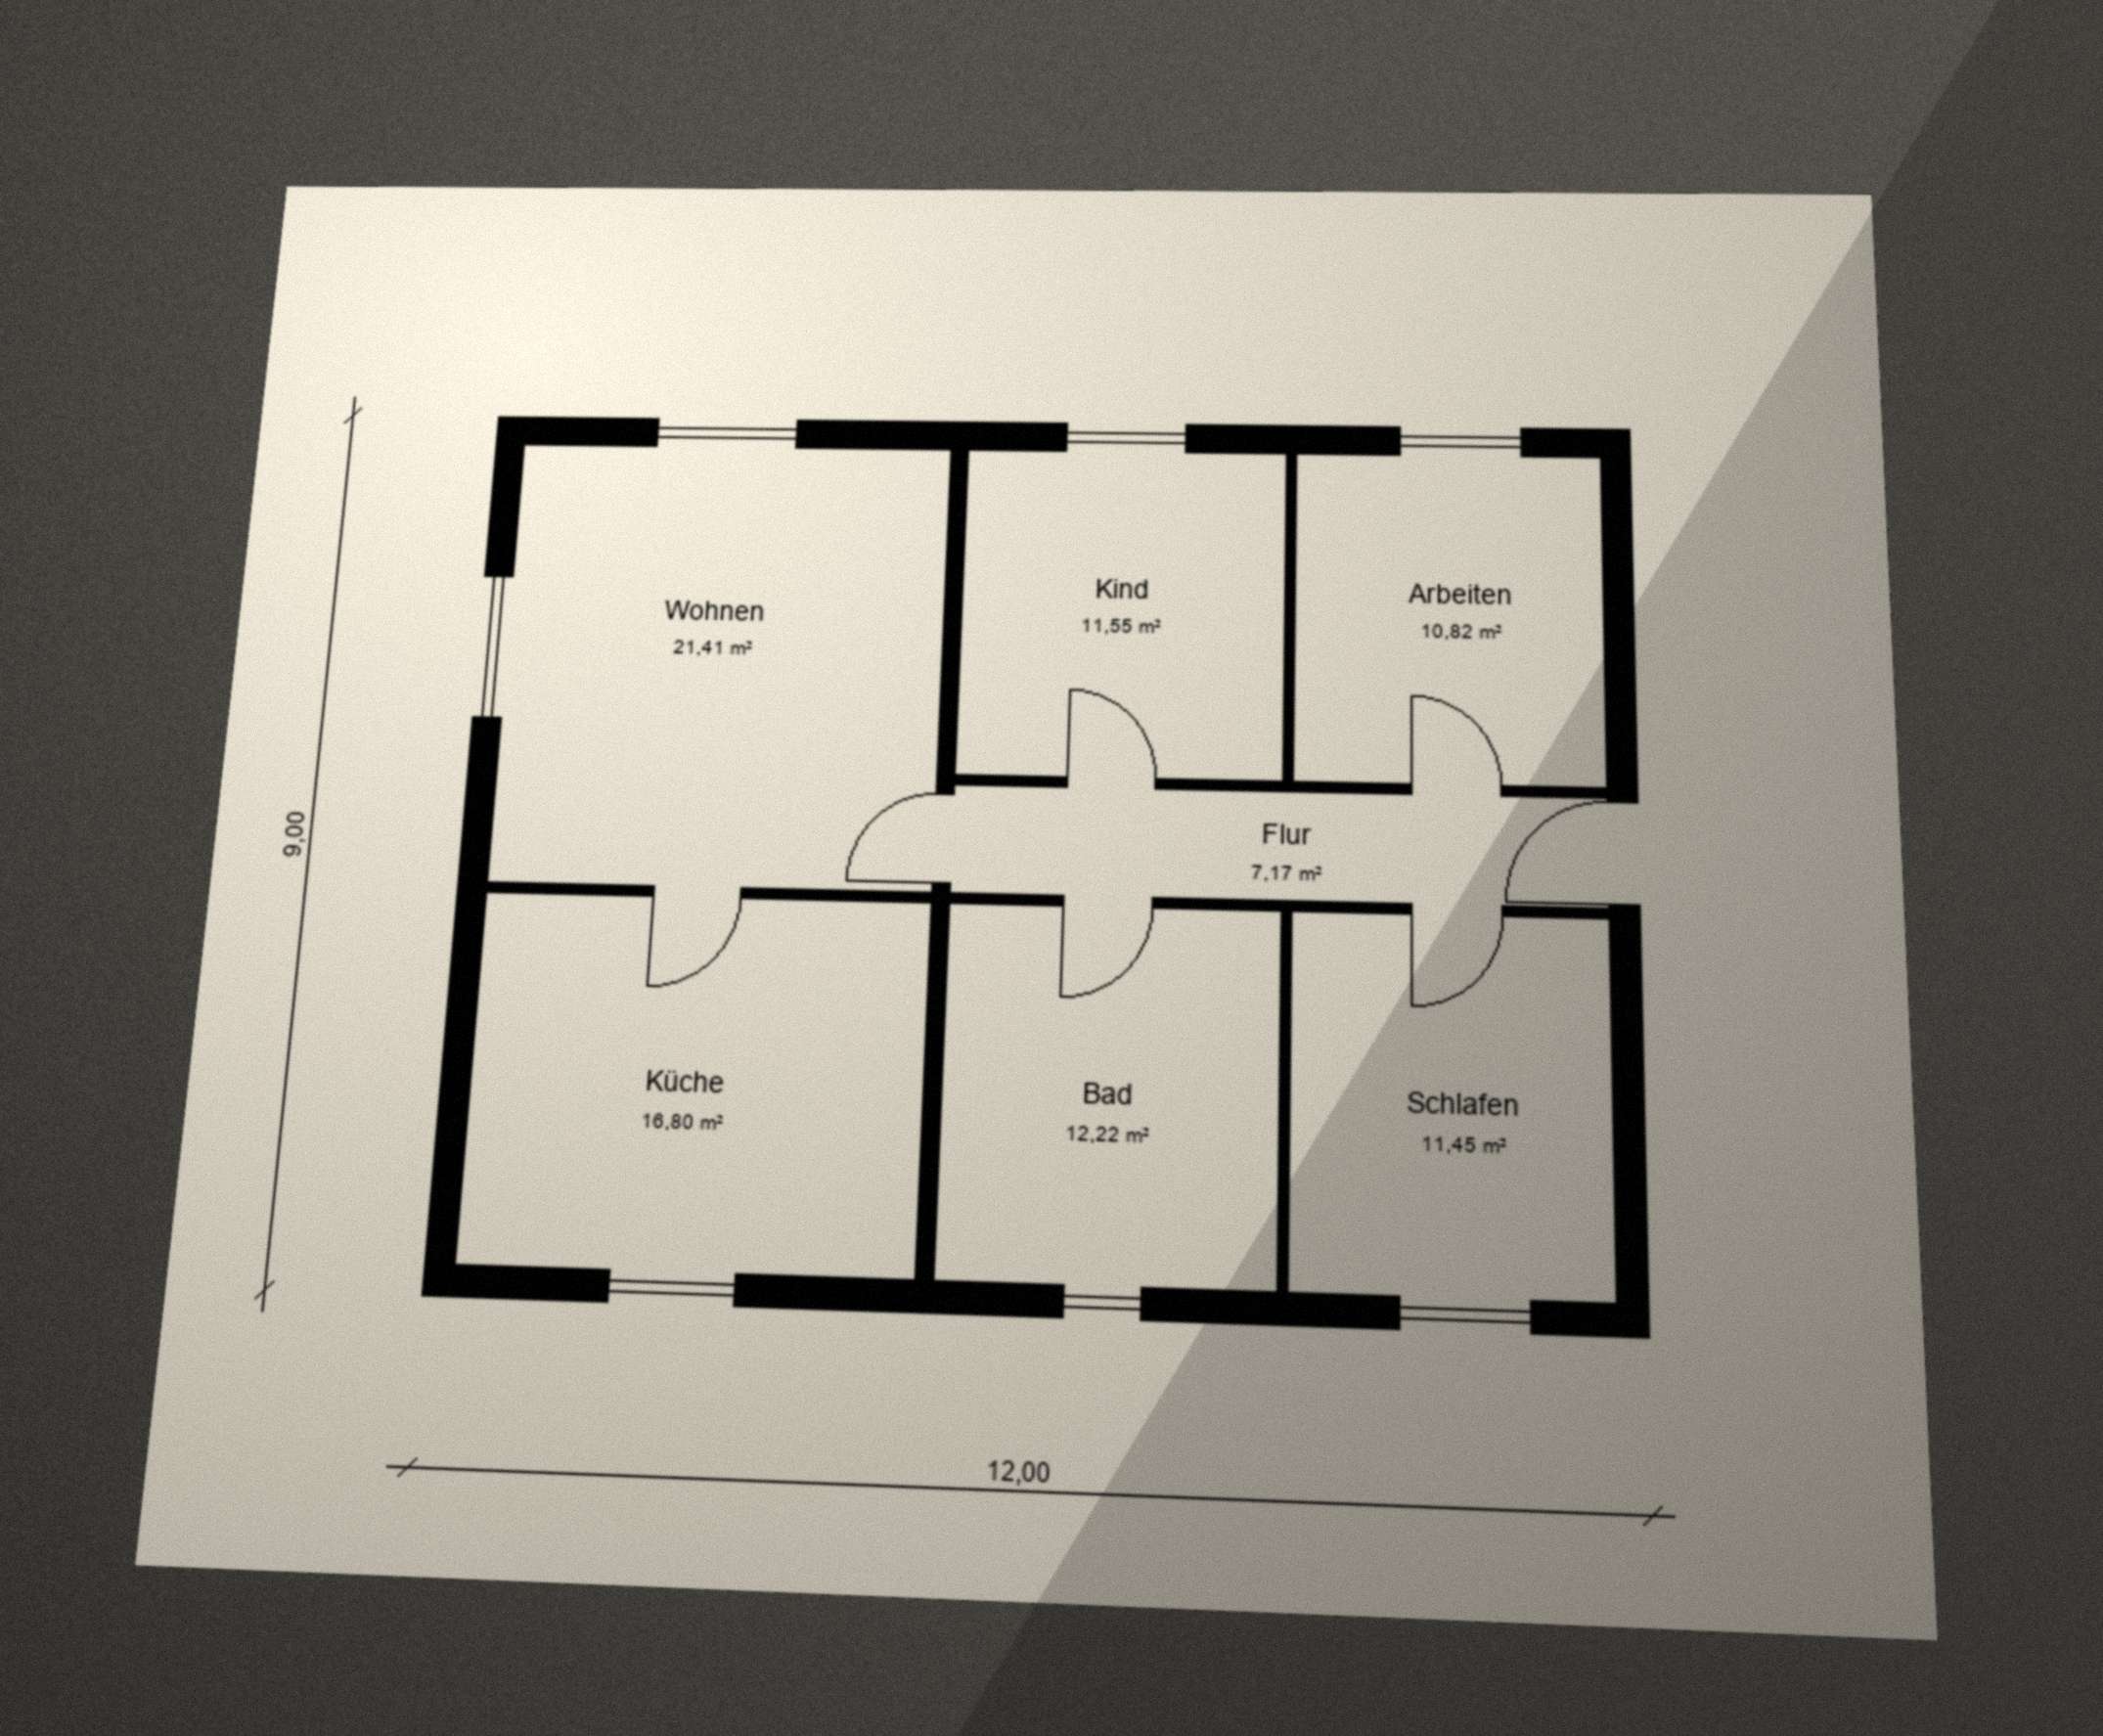 Wohnen
21,41 m²
Kind
11,55 m²
Arbeiten
10,82 m²
Flur
7,17 m²
9,00
Küche
16,80 m²
Bad
12,22 m²
Schlafen
11,45 m²
12,00